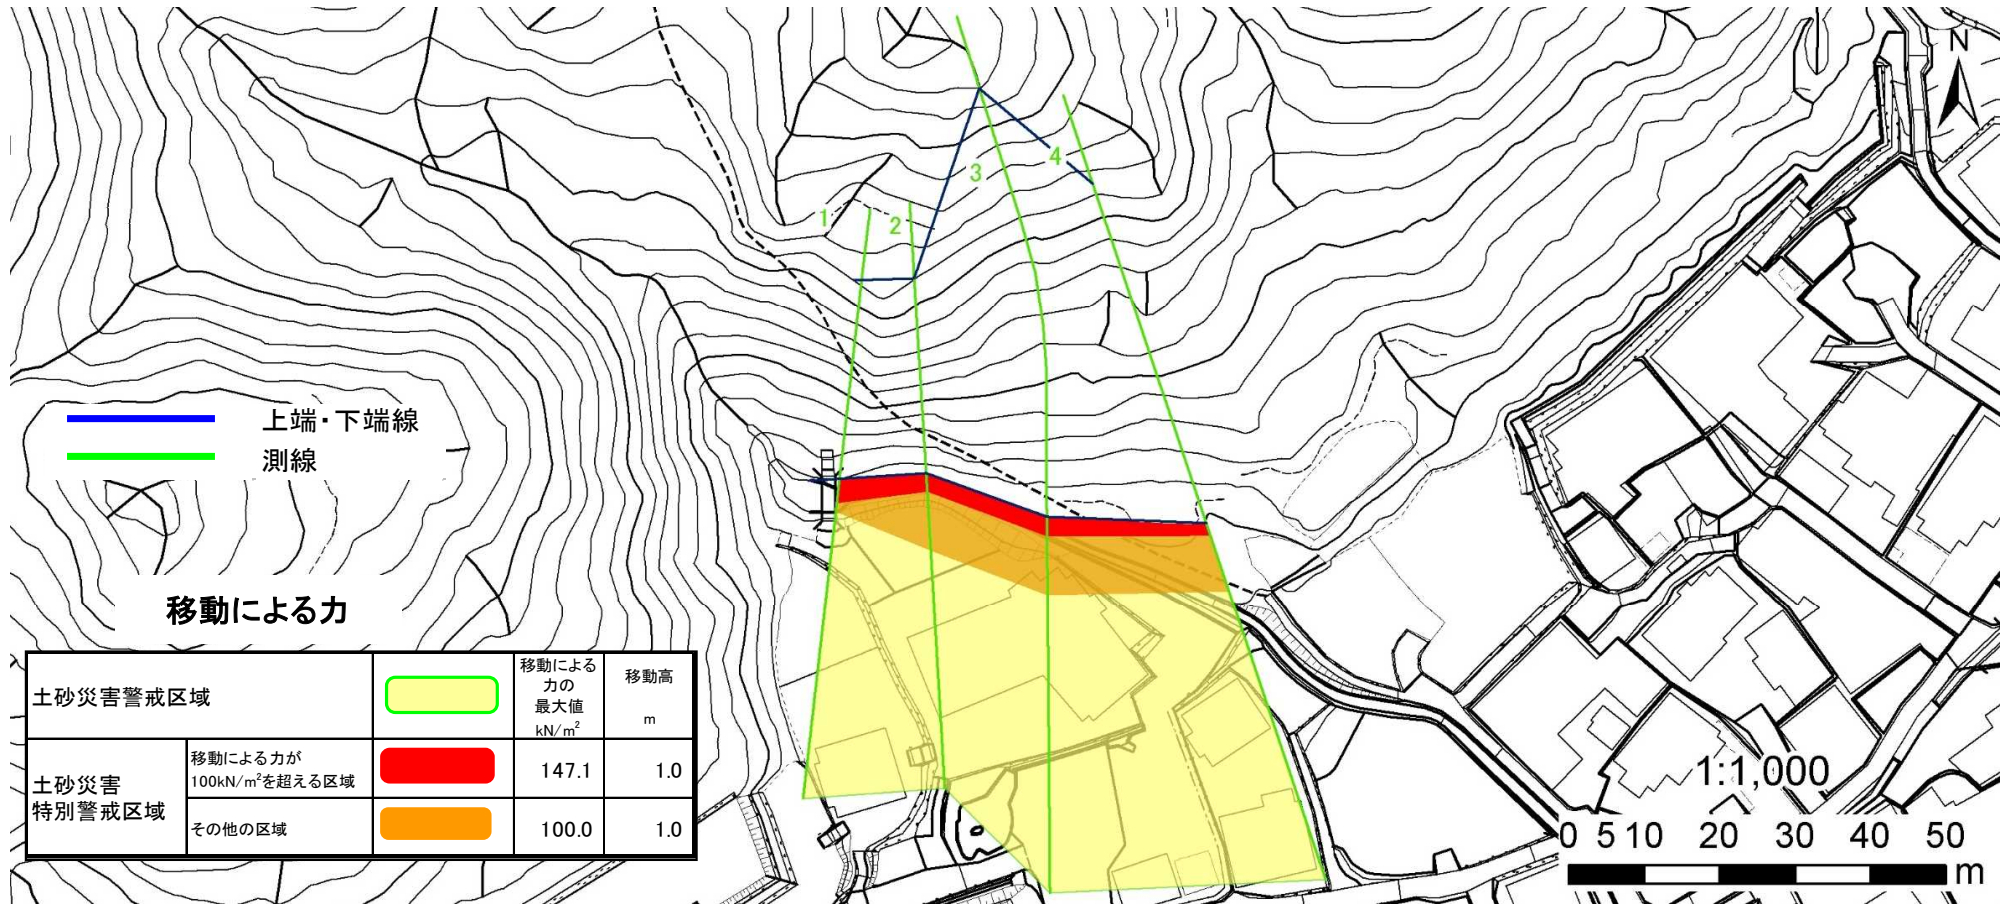 N
1
2
3
4
上端・下端線
測線
移動による力
土砂災害警戒区域
移動による
力の
最大値
kN/m²
移動高
m
土砂災害
特別警戒区域
移動による力が
100kN/m²を超える区域
147.1
1.0
その他の区域
100.0
1.0
1:1,000
0 5 10 20 30 40 50
m